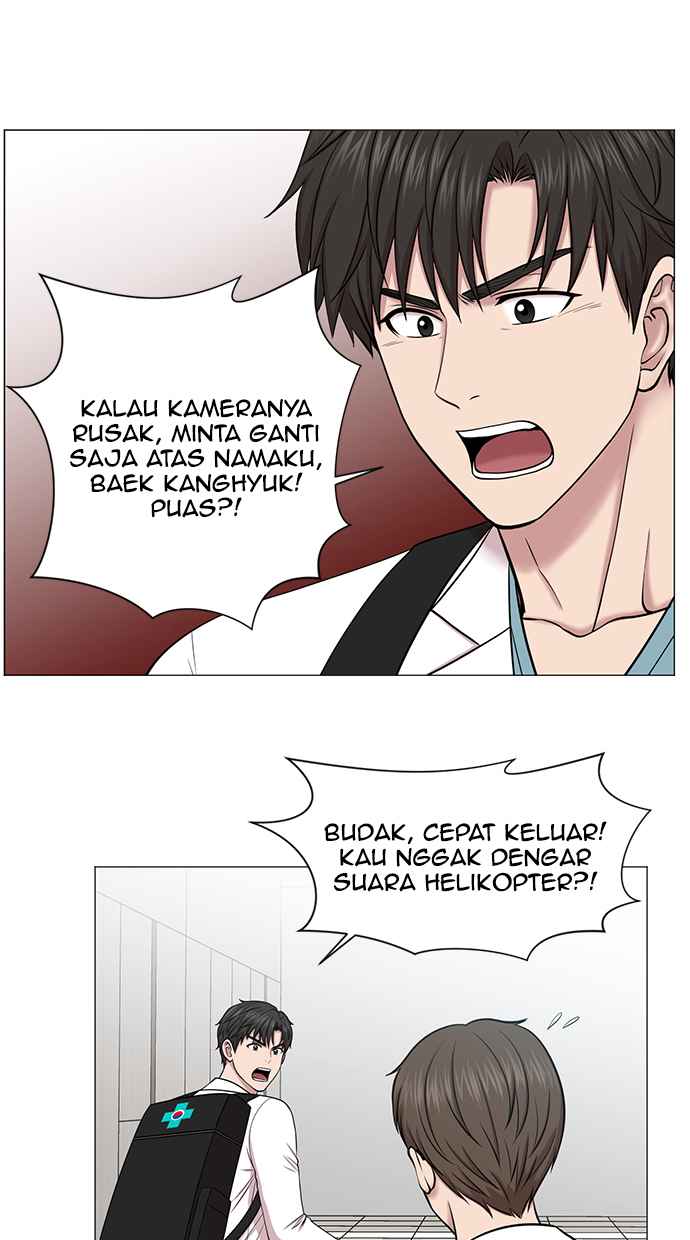 KALAU KAMERANYA
RUSAK, MINTA GANTI
SAJA ATAS NAMAKU,
BAEK KANGHYUK!
PUAS?!
BUDAK, CEPAT KELUAR!
KAU NGGAK DENGAR
SUARA HELIKOPTER?!